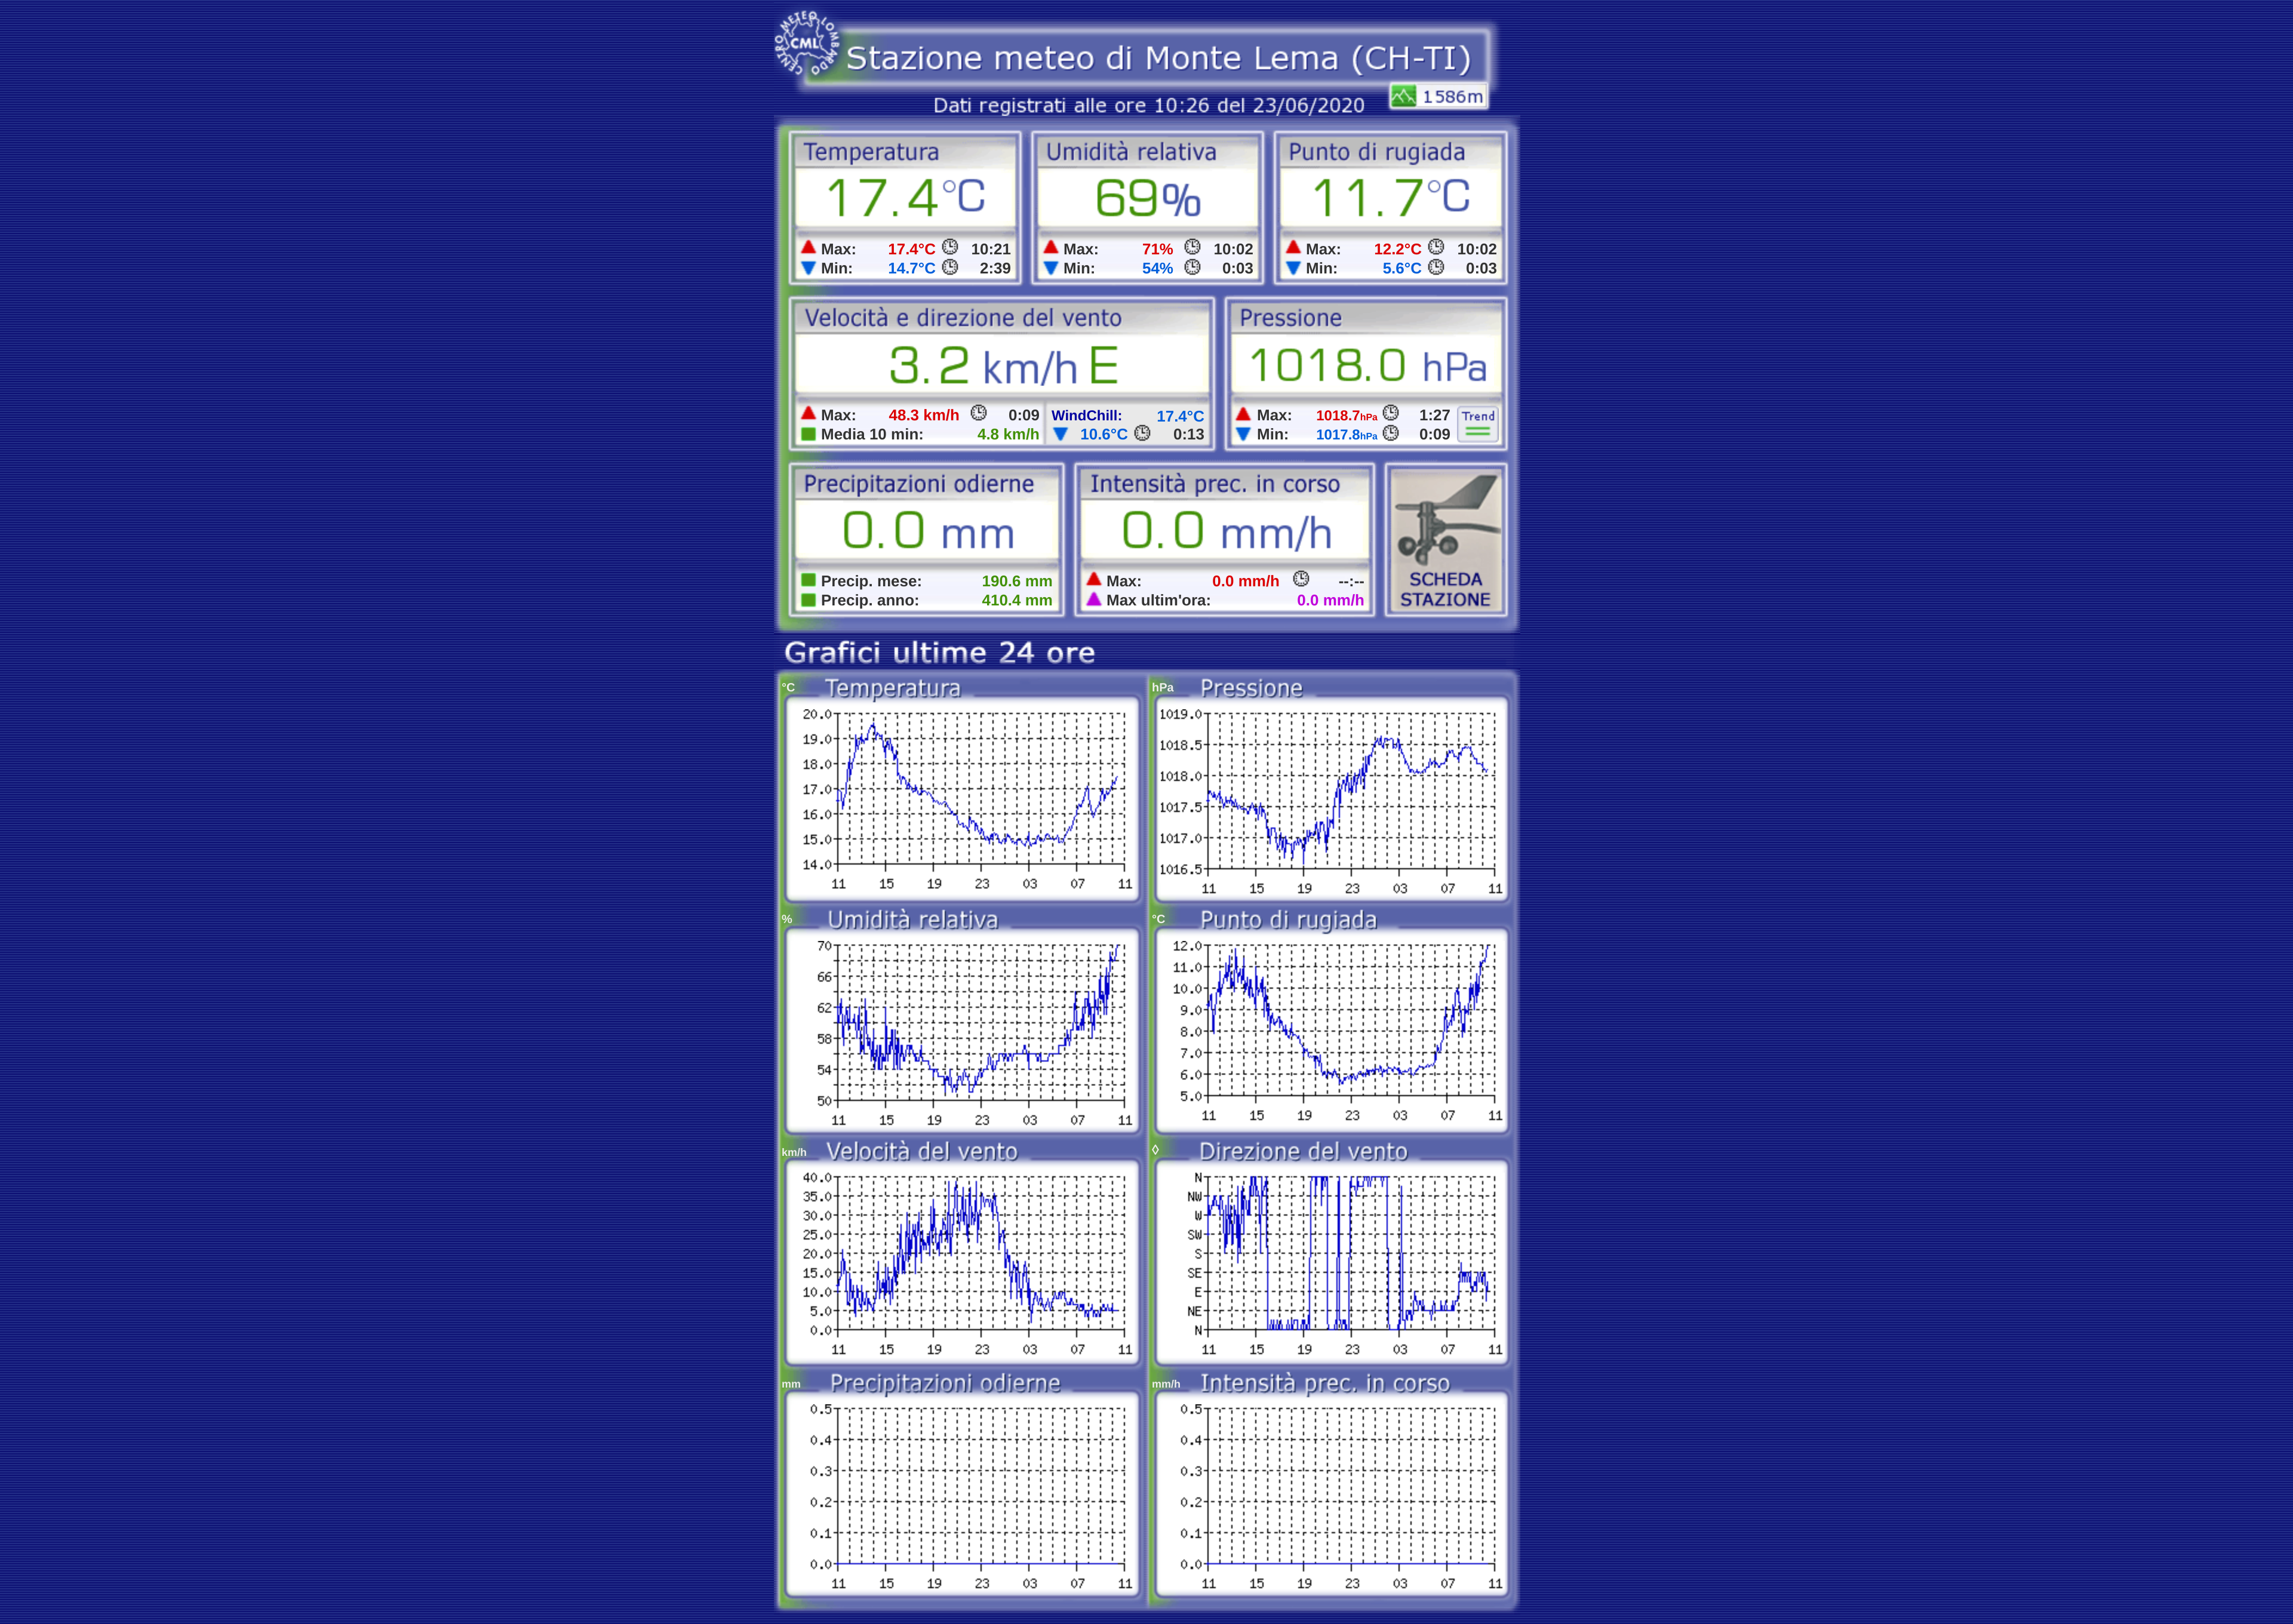 CENTRO METEO LOMBARDO
CML
Stazione meteo di Monte Lema (CH-TI)
Dati registrati alle ore 10:26 del 23/06/2020
1586m
Temperatura
17.4°C
Max: 17.4°C 10:21
Min: 14.7°C 2:39
Umidità relativa
69%
Max: 71% 10:02
Min: 54% 0:03
Punto di rugiada
11.7°C
Max: 12.2°C 10:02
Min: 5.6°C 0:03
Velocità e direzione del vento
3.2 km/h E
Max: 48.3 km/h 0:09
Media 10 min: 4.8 km/h
WindChill: 17.4°C
10.6°C 0:13
Pressione
1018.0 hPa
Max: 1018.7hPa 1:27
Min: 1017.8hPa 0:09
Trend
Precipitazioni odierne
0.0 mm
Precip. mese: 190.6 mm
Precip. anno: 410.4 mm
Intensità prec. in corso
0.0 mm/h
Max: 0.0 mm/h --:--
Max ultim'ora: 0.0 mm/h
SCHEDA
STAZIONE
Grafici ultime 24 ore
°C Temperatura
20.0
19.0
18.0
17.0
16.0
15.0
14.0
11 15 19 23 03 07 11
hPa Pressione
1019.0
1018.5
1018.0
1017.5
1017.0
1016.5
11 15 19 23 03 07 11
% Umidità relativa
70
66
62
58
54
50
11 15 19 23 03 07 11
°C Punto di rugiada
12.0
11.0
10.0
9.0
8.0
7.0
6.0
5.0
11 15 19 23 03 07 11
km/h Velocità del vento
40.0
35.0
30.0
25.0
20.0
15.0
10.0
5.0
0.0
11 15 19 23 03 07 11
◊ Direzione del vento
N
NW
W
SW
S
SE
E
NE
N
11 15 19 23 03 07 11
mm Precipitazioni odierne
0.5
0.4
0.3
0.2
0.1
0.0
11 15 19 23 03 07 11
mm/h Intensità prec. in corso
0.5
0.4
0.3
0.2
0.1
0.0
11 15 19 23 03 07 11